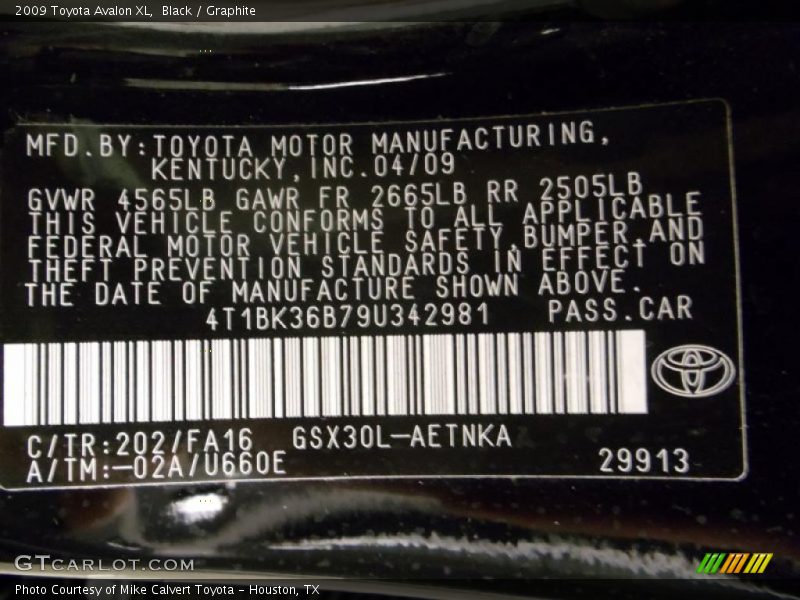 2009 Toyota Avalon XL, Black / Graphite
MFD.BY:TOYOTA MOTOR MANUFACTURING,
KENTUCKY,INC.04/09
GVWR 4565LB GAWR FR 2665LB RR 2505LB
THIS VEHICLE CONFORMS TO ALL APPLICABLE
FEDERAL MOTOR VEHICLE SAFETY,BUMPER,AND
THEFT PREVENTION STANDARDS IN EFFECT ON
THE DATE OF MANUFACTURE SHOWN ABOVE.
4T1BK36B79U342981 PASS.CAR
C/TR:202/FA16 GSX30L-AETNKA
A/TM:-02A/U660E 29913
GTCARLOT.COM
Photo Courtesy of Mike Calvert Toyota - Houston, TX